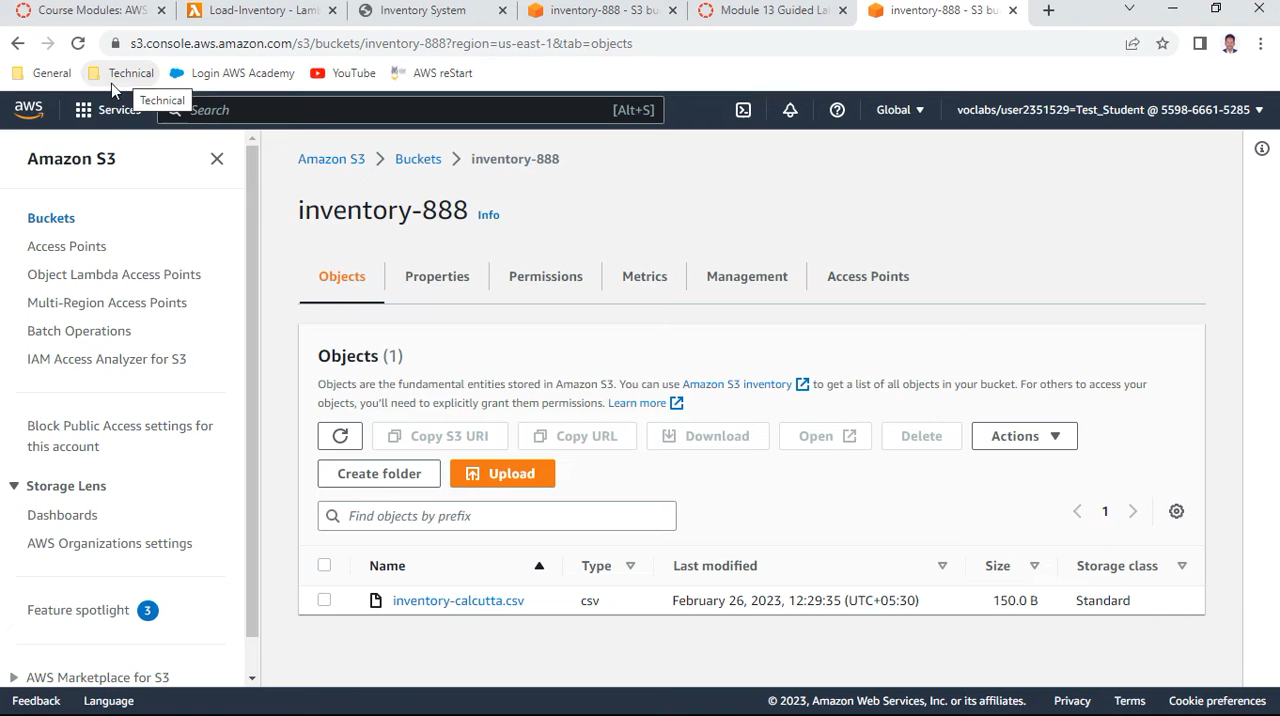 Course Modules: AWS
Load-Inventory - Lam
Inventory System
inventory-888 - S3 bu
Module 13 Guided La
inventory-888 - S3 bu
s3.console.aws.amazon.com/s3/buckets/inventory-888?region=us-east-1&tab=objects
General
Technical
Login AWS Academy
YouTube
AWS reStart
Technical
aws
Services
Search
[Alt+S]
Global
voclabs/user2351529=Test_Student @ 5598-6661-5285
Amazon S3
Buckets
Access Points
Object Lambda Access Points
Multi-Region Access Points
Batch Operations
IAM Access Analyzer for S3
Block Public Access settings for
this account
Storage Lens
Dashboards
AWS Organizations settings
Feature spotlight 3
AWS Marketplace for S3
Amazon S3 > Buckets > inventory-888
inventory-888 Info
Objects
Properties
Permissions
Metrics
Management
Access Points
Objects (1)
Objects are the fundamental entities stored in Amazon S3. You can use Amazon S3 inventory to get a list of all objects in your bucket. For others to access your
objects, you'll need to explicitly grant them permissions. Learn more
Copy S3 URI
Copy URL
Download
Open
Delete
Actions
Create folder
Upload
Find objects by prefix
1
Name
Type
Last modified
Size
Storage class
inventory-calcutta.csv
csv
February 26, 2023, 12:29:35 (UTC+05:30)
150.0 B
Standard
Feedback
Language
© 2023, Amazon Web Services, Inc. or its affiliates.
Privacy
Terms
Cookie preferences